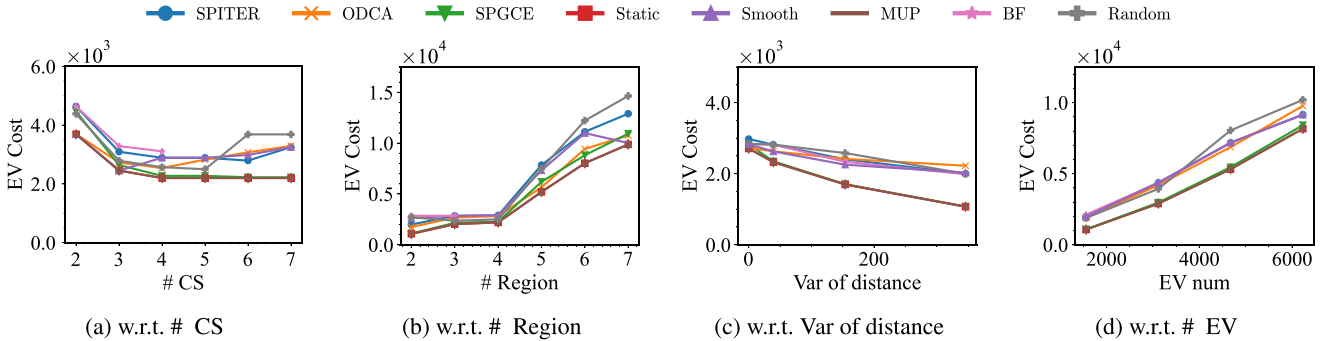 SPITER ODCA SPGCE Static Smooth MUP BF Random
×10³ ×10⁴ ×10³ ×10⁴
6.0
4.0
2.0
0.0
EV Cost
2 3 4 5 6 7
# CS
1.5
1.0
0.5
0.0
EV Cost
2 3 4 5 6 7
# Region
4.0
2.0
0.0
EV Cost
0 200
Var of distance
1.0
0.5
0.0
EV Cost
2000 4000 6000
EV num
(a) w.r.t. # CS
(b) w.r.t. # Region
(c) w.r.t. Var of distance
(d) w.r.t. # EV